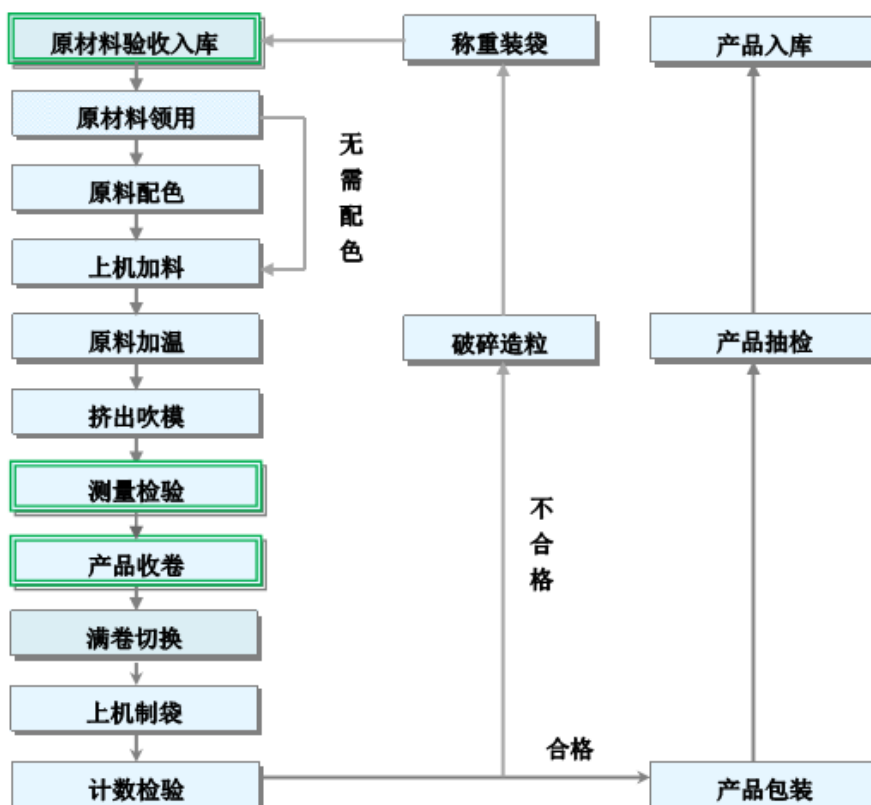 原材料验收入库
称重装袋
产品入库
原材料领用
无需配色
原料配色
上机加料
原料加温
破碎造粒
产品抽检
挤出吹模
测量检验
不合格
产品收卷
满卷切换
上机制袋
合格
计数检验
产品包装